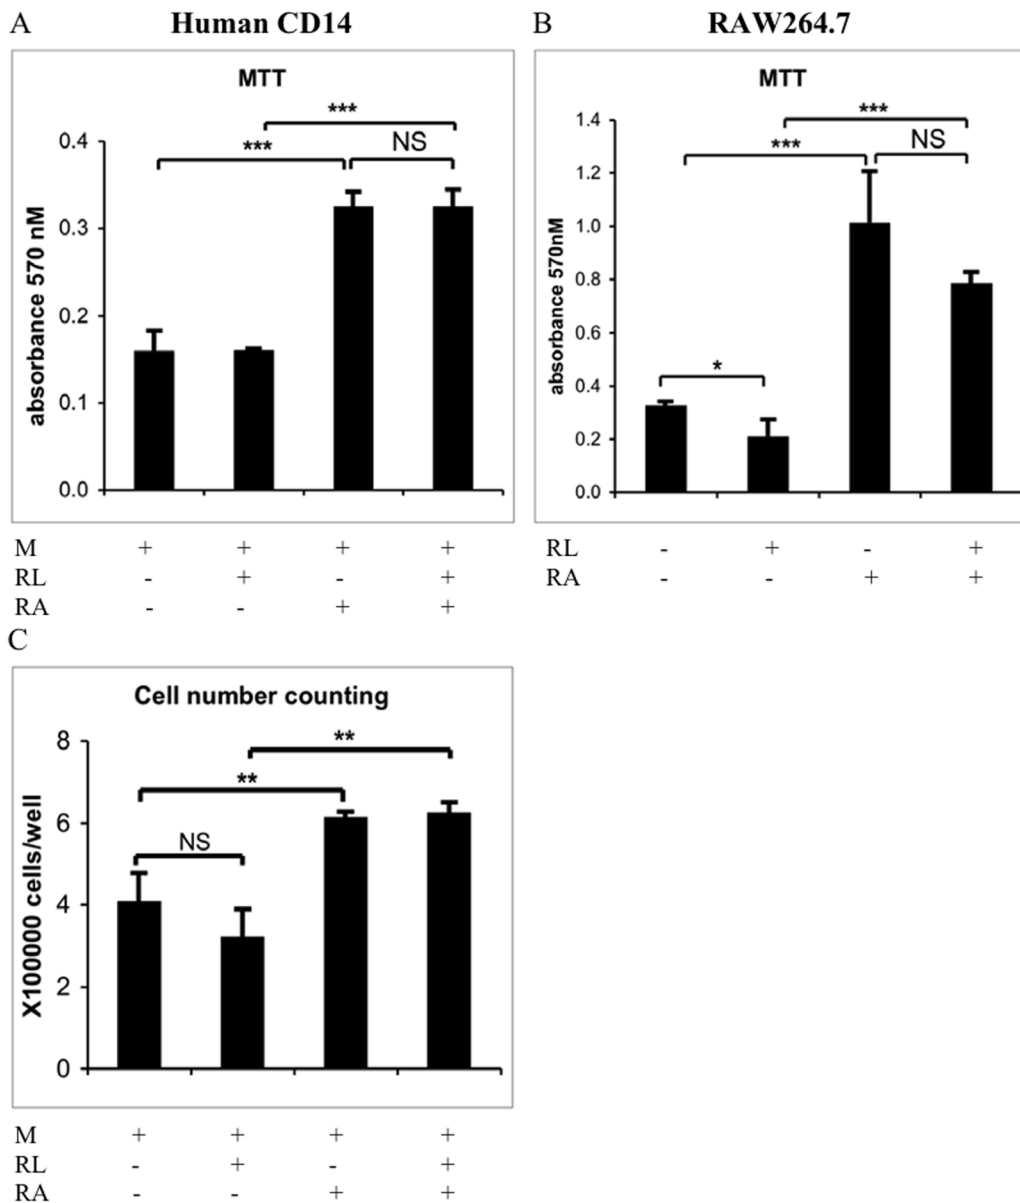 A Human CD14
MTT
***
*** NS
0.4
0.3
0.2
0.1
0.0
absorbance 570 nM
M + + + +
RL - + - +
RA - - + +
B RAW264.7
MTT
***
*** NS
*
1.4
1.2
1.0
0.8
0.6
0.4
0.2
0.0
absorbance 570nM
RL - + - +
RA - - + +
C
Cell number counting
**
**
NS
8
6
4
2
0
X100000 cells/well
M + + + +
RL - + - +
RA - - + +